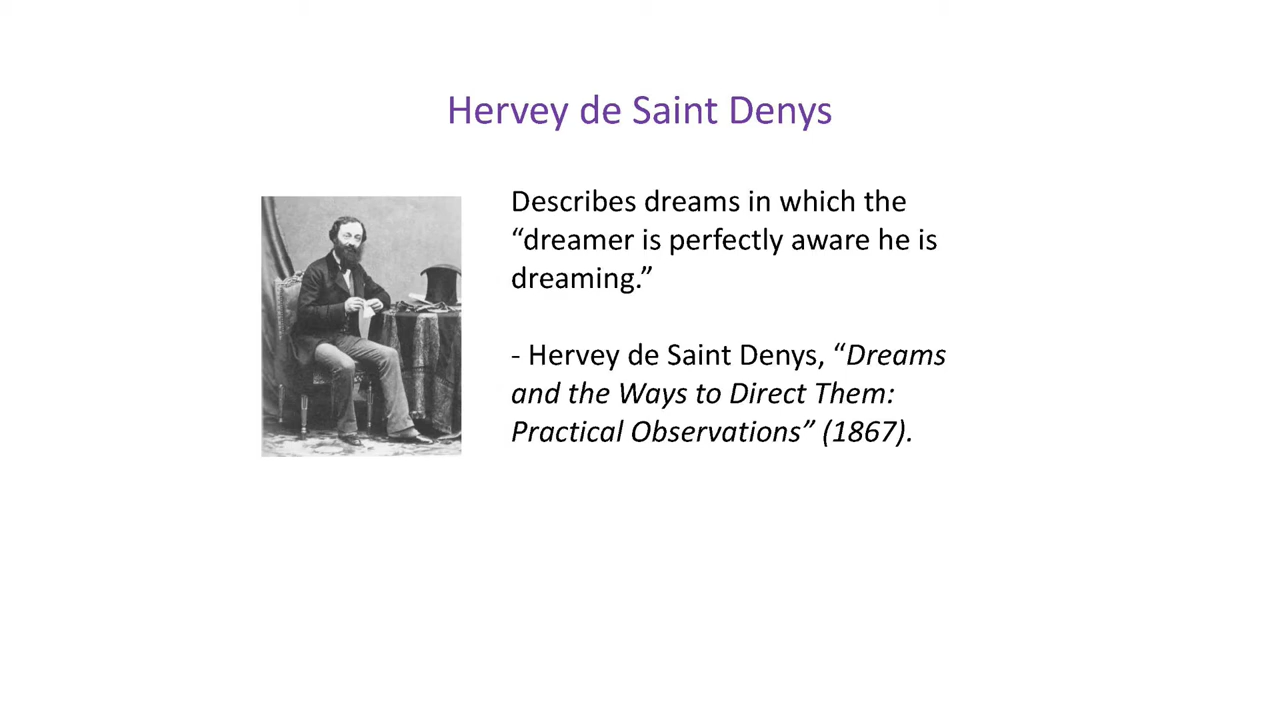 Hervey de Saint Denys
Describes dreams in which the
“dreamer is perfectly aware he is
dreaming.”
- Hervey de Saint Denys, “Dreams
and the Ways to Direct Them:
Practical Observations” (1867).